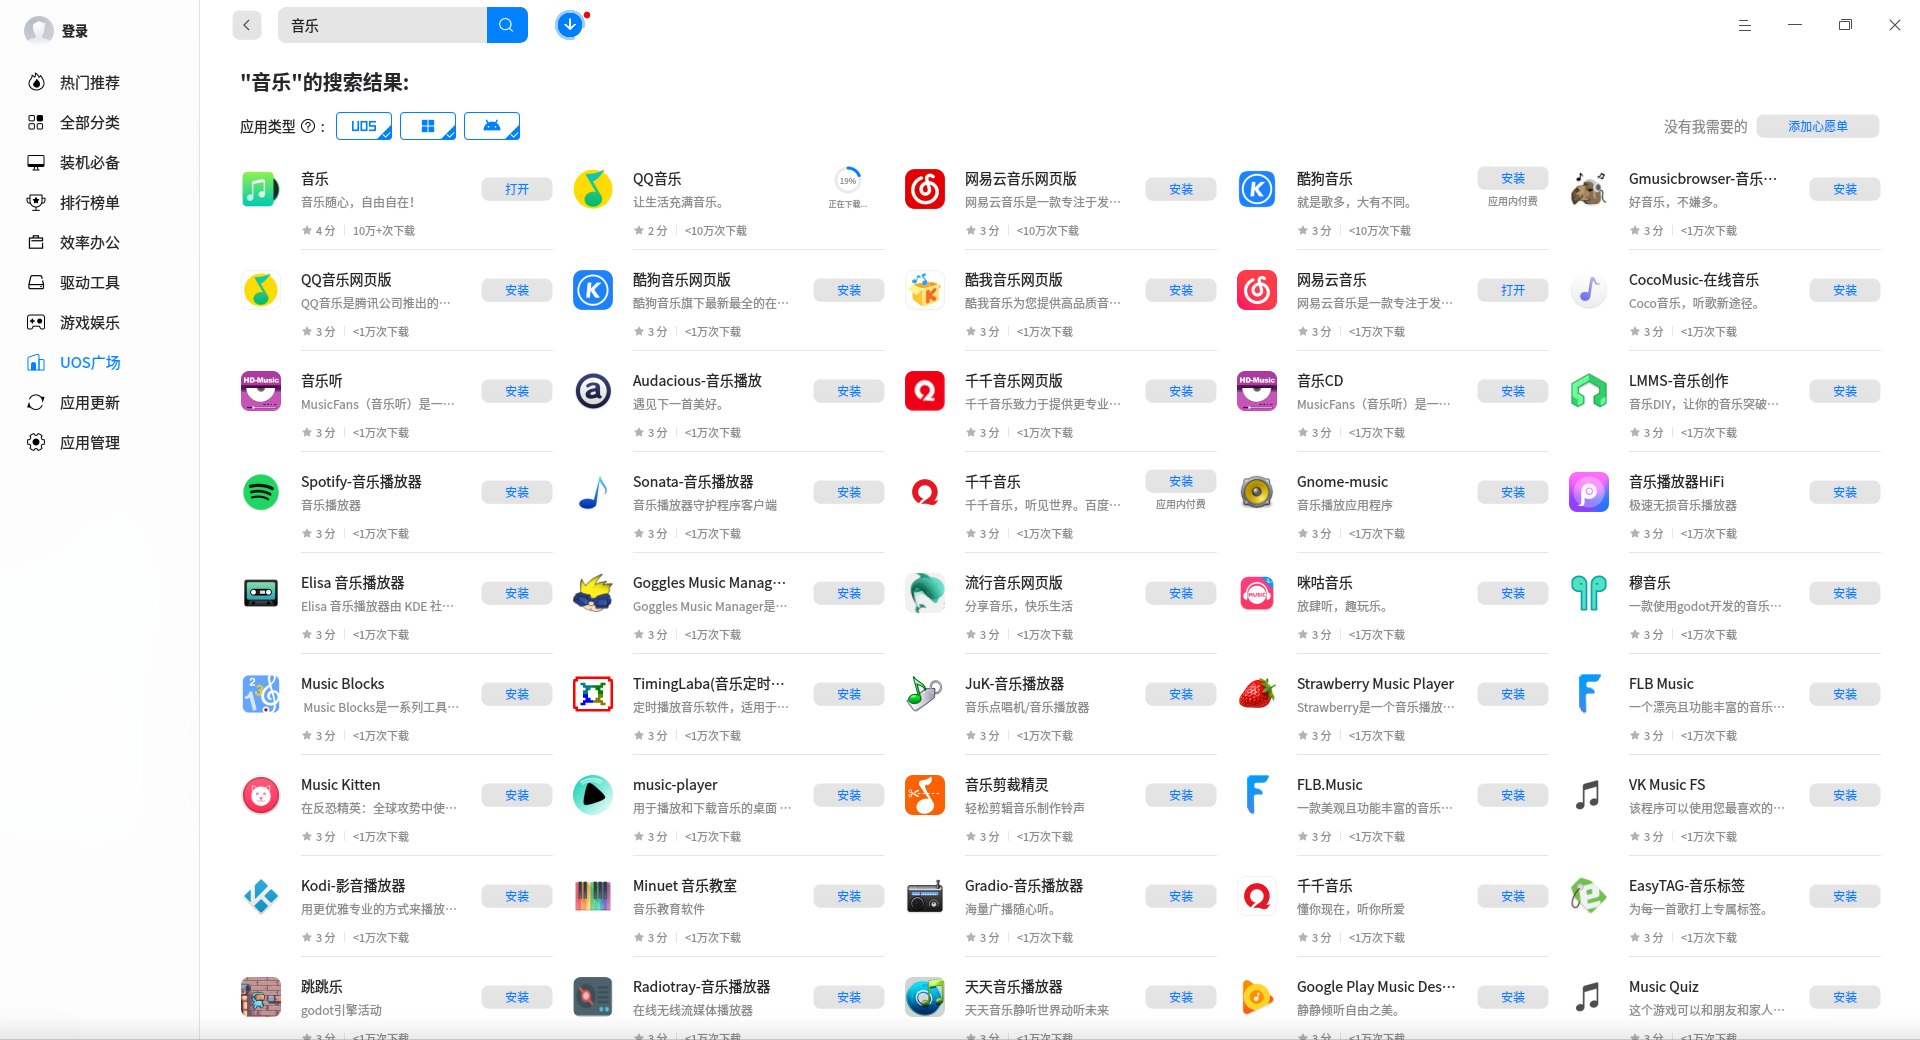 登录
音乐
热门推荐
全部分类
装机必备
排行榜单
效率办公
驱动工具
游戏娱乐
UOS广场
应用更新
应用管理
"音乐"的搜索结果:
应用类型 ? : UOS
没有我需要的 添加心愿单
音乐
音乐随心，自由自在！
4 分 10万+次下载
打开
QQ音乐
让生活充满音乐。
2 分 <10万次下载
19%
正在下载...
网易云音乐网页版
网易云音乐是一款专注于发···
3 分 <10万次下载
安装
酷狗音乐
就是歌多，大有不同。
3 分 <10万次下载
安装
应用内付费
Gmusicbrowser-音乐···
好音乐，不嫌多。
3 分 <1万次下载
安装
QQ音乐网页版
QQ音乐是腾讯公司推出的···
3 分 <1万次下载
安装
酷狗音乐网页版
酷狗音乐旗下最新最全的在···
3 分 <1万次下载
安装
酷我音乐网页版
酷我音乐为您提供高品质音···
3 分 <1万次下载
安装
网易云音乐
网易云音乐是一款专注于发···
3 分 <1万次下载
打开
CocoMusic-在线音乐
Coco音乐，听歌新途径。
3 分 <1万次下载
安装
HD-Music
音乐听
MusicFans（音乐听）是一···
3 分 <1万次下载
安装
Audacious-音乐播放
遇见下一首美好。
3 分 <1万次下载
安装
千千音乐网页版
千千音乐致力于提供更专业···
3 分 <1万次下载
安装
HD-Music
音乐CD
MusicFans（音乐听）是一···
3 分 <1万次下载
安装
LMMS-音乐创作
音乐DIY，让你的音乐突破···
3 分 <1万次下载
安装
Spotify-音乐播放器
音乐播放器
3 分 <1万次下载
安装
Sonata-音乐播放器
音乐播放器守护程序客户端
3 分 <1万次下载
安装
千千音乐
千千音乐，听见世界。百度···
3 分 <1万次下载
安装
应用内付费
Gnome-music
音乐播放应用程序
3 分 <1万次下载
安装
音乐播放器HiFi
极速无损音乐播放器
3 分 <1万次下载
安装
Elisa 音乐播放器
Elisa 音乐播放器由 KDE 社···
3 分 <1万次下载
安装
Goggles Music Manag···
Goggles Music Manager是···
3 分 <1万次下载
安装
流行音乐网页版
分享音乐，快乐生活
3 分 <1万次下载
安装
MUSIC
咪咕音乐
放肆听，趣玩乐。
3 分 <1万次下载
安装
穆音乐
一款使用godot开发的音乐···
3 分 <1万次下载
安装
Music Blocks
Music Blocks是一系列工具···
3 分 <1万次下载
安装
TimingLaba(音乐定时···
定时播放音乐软件，适用于···
3 分 <1万次下载
安装
JuK-音乐播放器
音乐点唱机/音乐播放器
3 分 <1万次下载
安装
Strawberry Music Player
Strawberry是一个音乐播放···
3 分 <1万次下载
安装
FLB Music
一个漂亮且功能丰富的音乐···
3 分 <1万次下载
安装
Music Kitten
在反恐精英：全球攻势中使···
3 分 <1万次下载
安装
music-player
用于播放和下载音乐的桌面 ···
3 分 <1万次下载
安装
音乐剪裁精灵
轻松剪辑音乐制作铃声
3 分 <1万次下载
安装
FLB.Music
一款美观且功能丰富的音乐···
3 分 <1万次下载
安装
VK Music FS
该程序可以使用您最喜欢的···
3 分 <1万次下载
安装
Kodi-影音播放器
用更优雅专业的方式来播放···
3 分 <1万次下载
安装
Minuet 音乐教室
音乐教育软件
3 分 <1万次下载
安装
Gradio-音乐播放器
海量广播随心听。
3 分 <1万次下载
安装
千千音乐
懂你现在，听你所爱
3 分 <1万次下载
安装
EasyTAG-音乐标签
为每一首歌打上专属标签。
3 分 <1万次下载
安装
跳跳乐
godot引擎活动
3 分 <1万次下载
安装
Radiotray-音乐播放器
在线无线流媒体播放器
3 分 <1万次下载
安装
天天音乐播放器
天天音乐静听世界动听未来
3 分 <1万次下载
安装
Google Play Music Des···
静静倾听自由之美。
3 分 <1万次下载
安装
Music Quiz
这个游戏可以和朋友和家人···
3 分 <1万次下载
安装